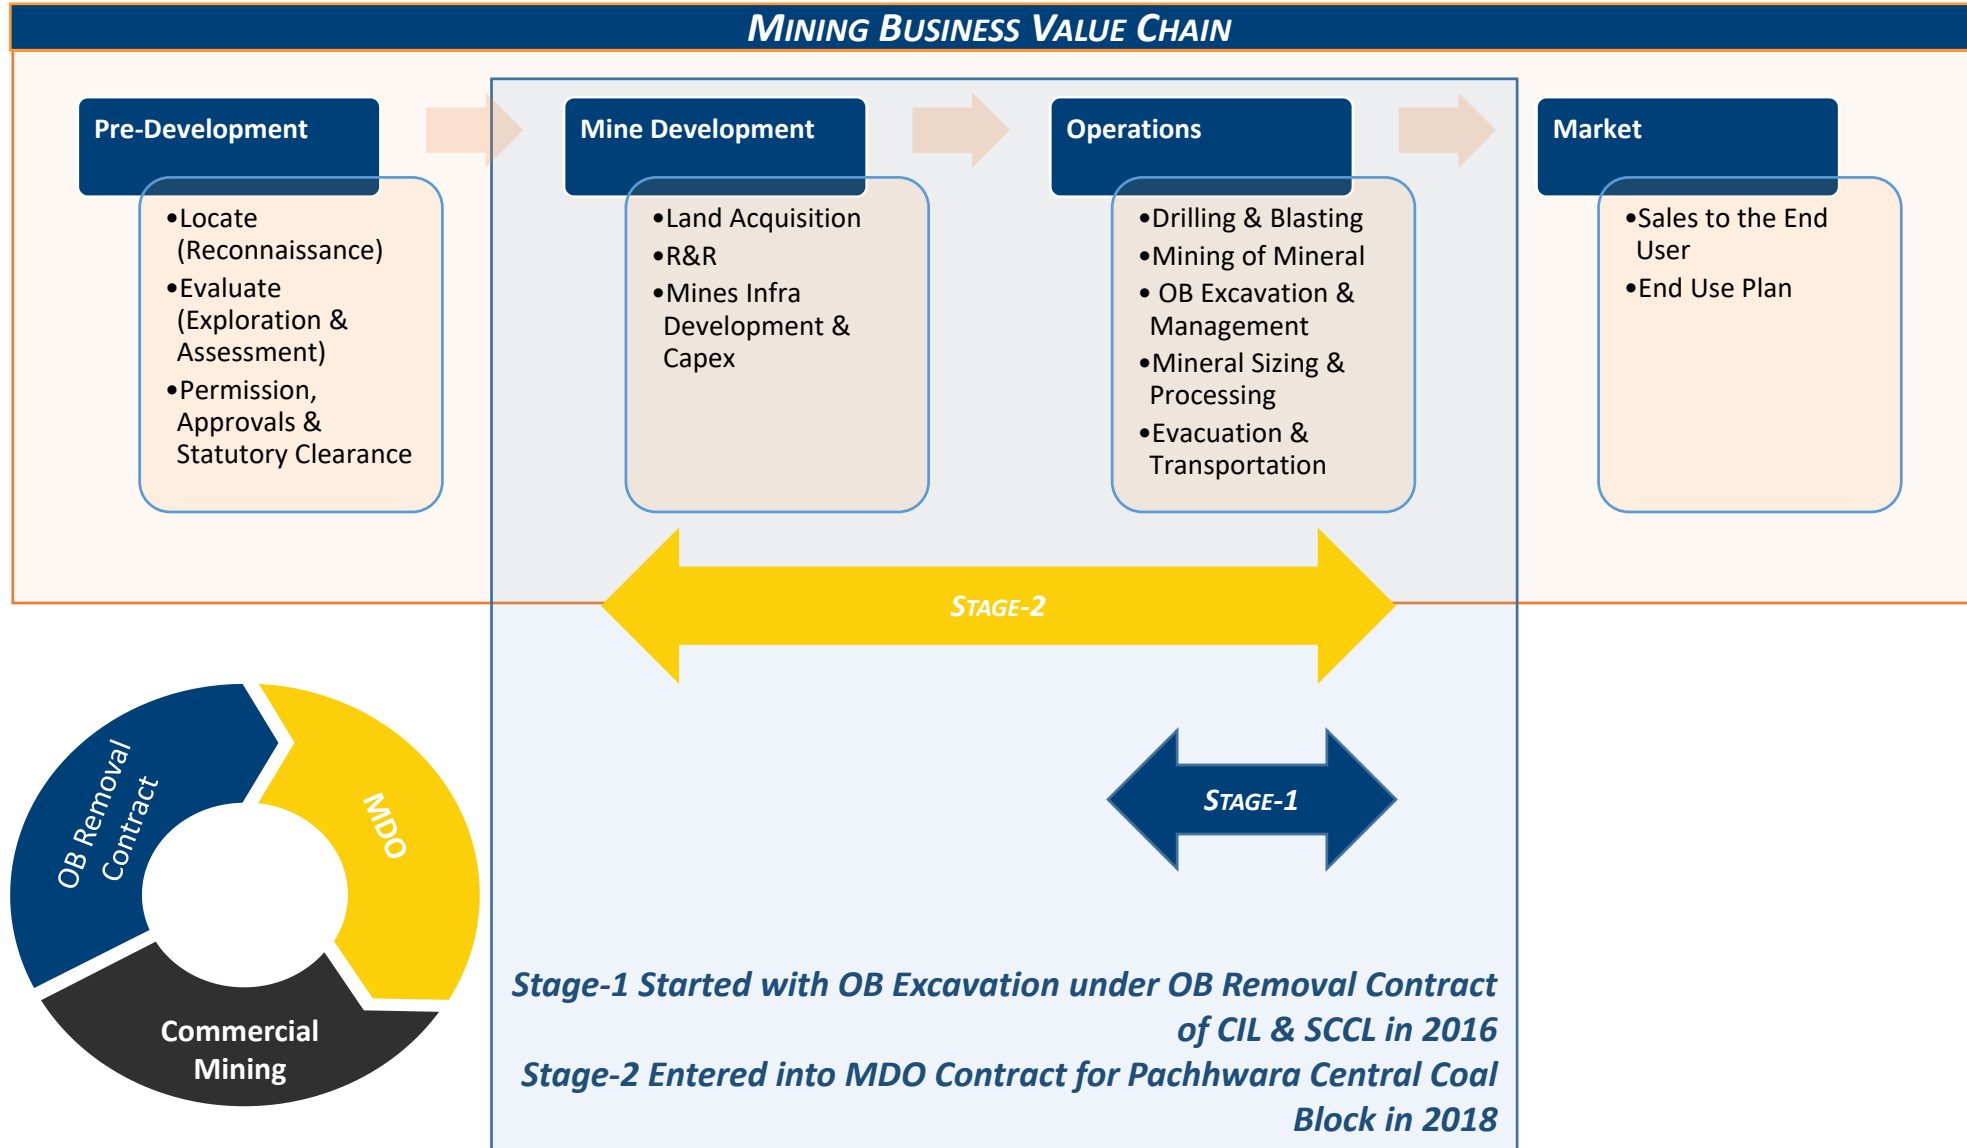 MINING BUSINESS VALUE CHAIN
Pre-Development
•Locate
(Reconnaissance)
•Evaluate
(Exploration &
Assessment)
•Permission,
Approvals &
Statutory Clearance
Mine Development
•Land Acquisition
•R&R
•Mines Infra
Development &
Capex
Operations
•Drilling & Blasting
•Mining of Mineral
• OB Excavation &
Management
•Mineral Sizing &
Processing
•Evacuation &
Transportation
Market
•Sales to the End
User
•End Use Plan
STAGE-2
STAGE-1
OB Removal
Contract
MDO
Commercial
Mining
Stage-1 Started with OB Excavation under OB Removal Contract
of CIL & SCCL in 2016
Stage-2 Entered into MDO Contract for Pachhwara Central Coal
Block in 2018